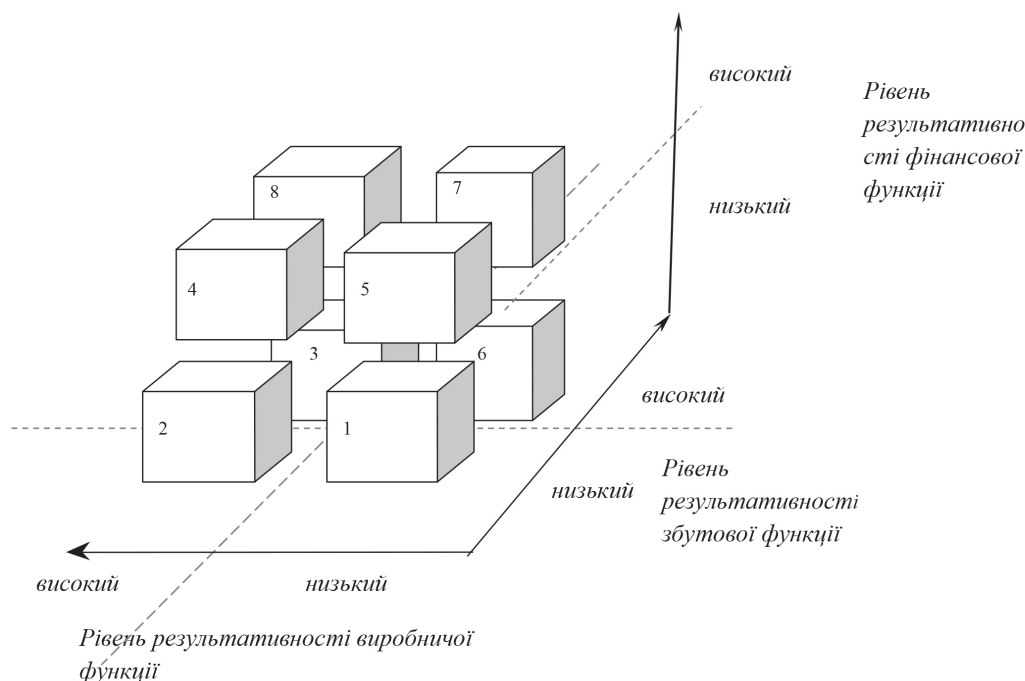 високий
Рівень
результативно
сті фінансової
функції
низький
8
7
4
5
3
6
2
1
високий
низький
Рівень
результативності
збутової функції
високий
низький
Рівень результативності виробничої
функції